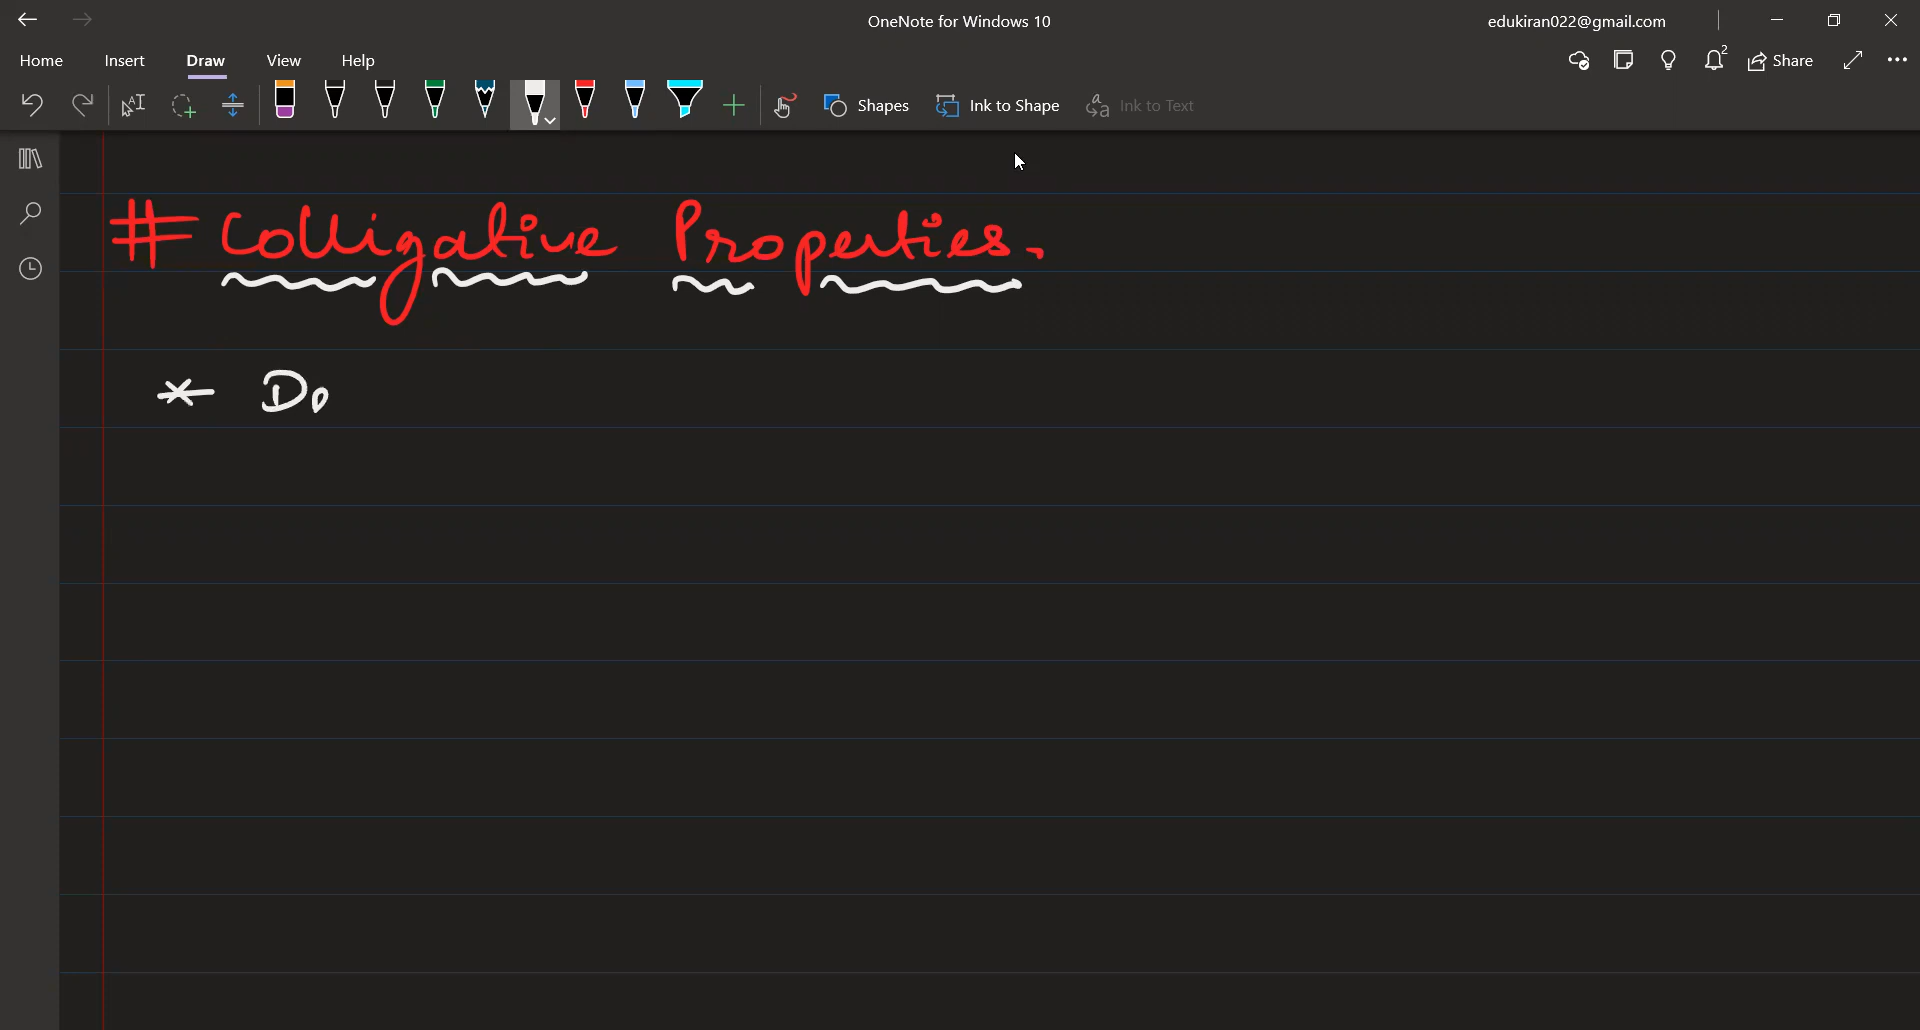 OneNote for Windows 10
edukiran022@gmail.com
Home Insert Draw View Help
Share
Shapes Ink to Shape Ink to Text
# Colligative Properties.
* Do